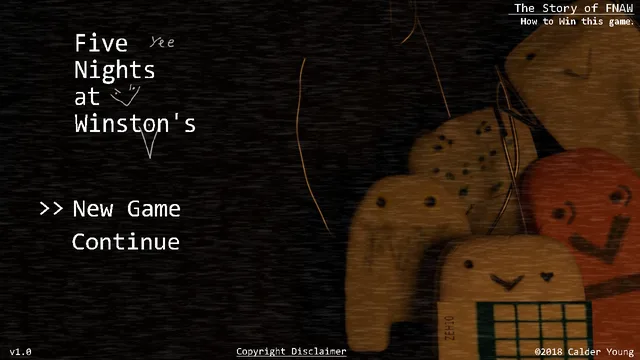 The Story of FNAW
How to Win this game.
Five Yee
Nights
at
Winston's
>> New Game
Continue
ZEHO
v1.0
Copyright Disclaimer
©2018 Calder Young